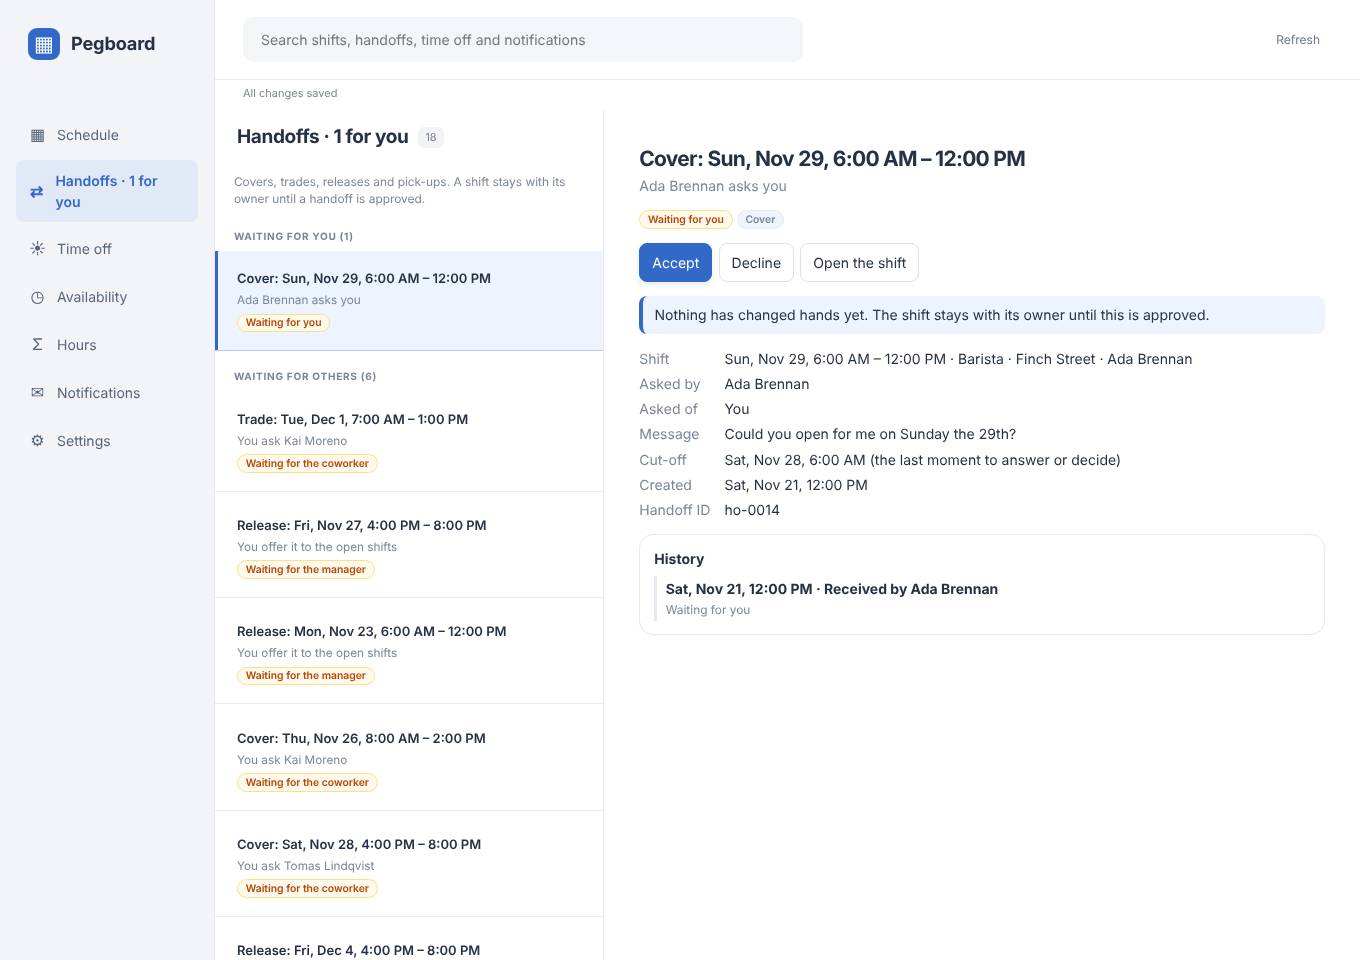 Pegboard
Schedule
Handoffs · 1 for
you
Time off
Availability
Hours
Notifications
Settings
Search shifts, handoffs, time off and notifications
Refresh
All changes saved
Handoffs · 1 for you 18
Covers, trades, releases and pick-ups. A shift stays with its
owner until a handoff is approved.
WAITING FOR YOU (1)
Cover: Sun, Nov 29, 6:00 AM – 12:00 PM
Ada Brennan asks you
Waiting for you
WAITING FOR OTHERS (6)
Trade: Tue, Dec 1, 7:00 AM – 1:00 PM
You ask Kai Moreno
Waiting for the coworker
Release: Fri, Nov 27, 4:00 PM – 8:00 PM
You offer it to the open shifts
Waiting for the manager
Release: Mon, Nov 23, 6:00 AM – 12:00 PM
You offer it to the open shifts
Waiting for the manager
Cover: Thu, Nov 26, 8:00 AM – 2:00 PM
You ask Kai Moreno
Waiting for the coworker
Cover: Sat, Nov 28, 4:00 PM – 8:00 PM
You ask Tomas Lindqvist
Waiting for the coworker
Release: Fri, Dec 4, 4:00 PM – 8:00 PM
Cover: Sun, Nov 29, 6:00 AM – 12:00 PM
Ada Brennan asks you
Waiting for you Cover
Accept Decline Open the shift
Nothing has changed hands yet. The shift stays with its owner until this is approved.
Shift Sun, Nov 29, 6:00 AM – 12:00 PM · Barista · Finch Street · Ada Brennan
Asked by Ada Brennan
Asked of You
Message Could you open for me on Sunday the 29th?
Cut-off Sat, Nov 28, 6:00 AM (the last moment to answer or decide)
Created Sat, Nov 21, 12:00 PM
Handoff ID ho-0014
History
Sat, Nov 21, 12:00 PM · Received by Ada Brennan
Waiting for you